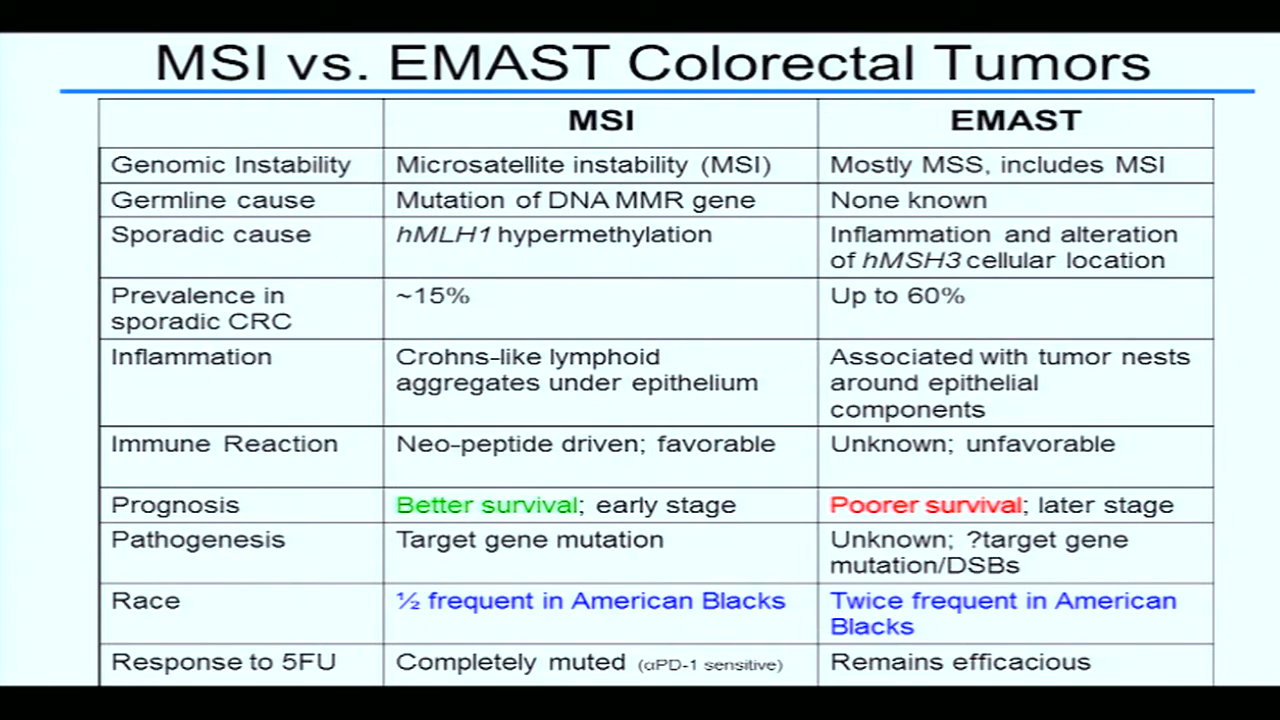 MSI vs. EMAST Colorectal Tumors
MSI
EMAST
Genomic Instability
Microsatellite instability (MSI)
Mostly MSS, includes MSI
Germline cause
Mutation of DNA MMR gene
None known
Sporadic cause
hMLH1 hypermethylation
Inflammation and alteration
of hMSH3 cellular location
Prevalence in
sporadic CRC
~15%
Up to 60%
Inflammation
Crohns-like lymphoid
aggregates under epithelium
Associated with tumor nests
around epithelial
components
Immune Reaction
Neo-peptide driven; favorable
Unknown; unfavorable
Prognosis
Better survival; early stage
Poorer survival; later stage
Pathogenesis
Target gene mutation
Unknown; ?target gene
mutation/DSBs
Race
½ frequent in American Blacks
Twice frequent in American
Blacks
Response to 5FU
Completely muted (αPD-1 sensitive)
Remains efficacious